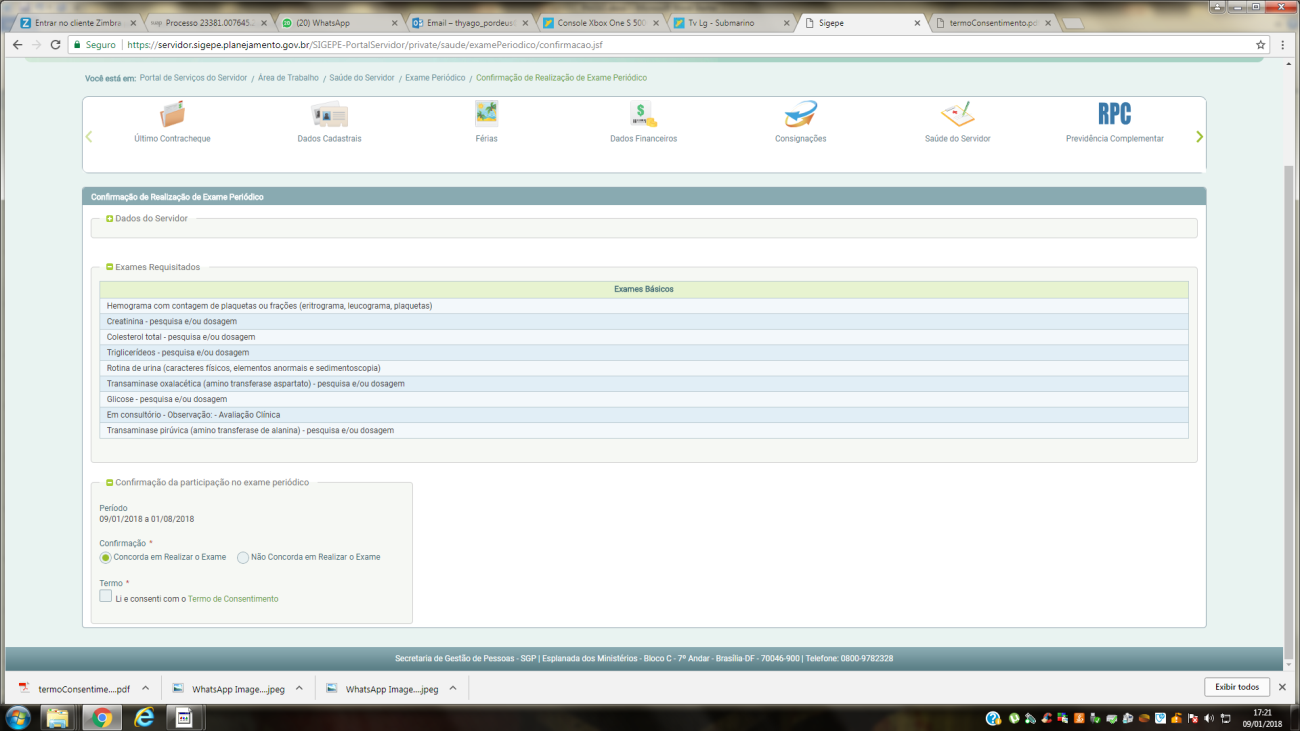 Entrar no cliente Zimbra
sup. Processo 23381.007645.
(20) WhatsApp
Email – thyago_pordeus
Console Xbox One S 500
Tv Lg - Submarino
Sigepe
termoConsentimento.pd
Seguro | https://servidor.sigepe.planejamento.gov.br/SIGEPE-PortalServidor/private/saude/examePeriodico/confirmacao.jsf
Você está em: Portal de Serviços do Servidor / Área de Trabalho / Saúde do Servidor / Exame Periódico / Confirmação de Realização de Exame Periódico
RPC
Último Contracheque
Dados Cadastrais
Férias
Dados Financeiros
Consignações
Saúde do Servidor
Previdência Complementar
Confirmação de Realização de Exame Periódico
Dados do Servidor
Exames Requisitados
Exames Básicos
Hemograma com contagem de plaquetas ou frações (eritrograma, leucograma, plaquetas)
Creatinina - pesquisa e/ou dosagem
Colesterol total - pesquisa e/ou dosagem
Triglicerídeos - pesquisa e/ou dosagem
Rotina de urina (caracteres físicos, elementos anormais e sedimentoscopia)
Transaminase oxalacética (amino transferase aspartato) - pesquisa e/ou dosagem
Glicose - pesquisa e/ou dosagem
Em consultório - Observação: - Avaliação Clínica
Transaminase pirúvica (amino transferase de alanina) - pesquisa e/ou dosagem
Confirmação da participação no exame periódico
Período
09/01/2018 a 01/08/2018
Confirmação *
Concorda em Realizar o Exame Não Concorda em Realizar o Exame
Termo *
Li e consenti com o Termo de Consentimento
Secretaria de Gestão de Pessoas - SGP | Esplanada dos Ministérios - Bloco C - 7º Andar - Brasília-DF - 70046-900 | Telefone: 0800-9782328
termoConsentime....pdf
WhatsApp Image....jpeg
WhatsApp Image....jpeg
Exibir todos
17:21
09/01/2018